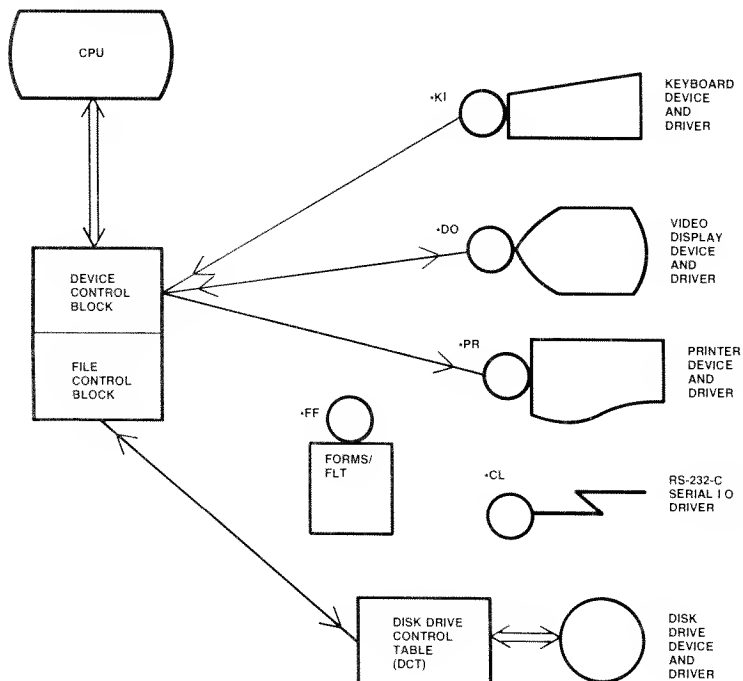 CPU
*KI
KEYBOARD
DEVICE
AND
DRIVER
*DO
VIDEO
DISPLAY
DEVICE
AND
DRIVER
DEVICE
CONTROL
BLOCK
FILE
CONTROL
BLOCK
*PR
PRINTER
DEVICE
AND
DRIVER
*FF
FORMS/
FLT
*CL
RS-232-C
SERIAL I O
DRIVER
DISK DRIVE
CONTROL
TABLE
(DCT)
DISK
DRIVE
DEVICE
AND
DRIVER